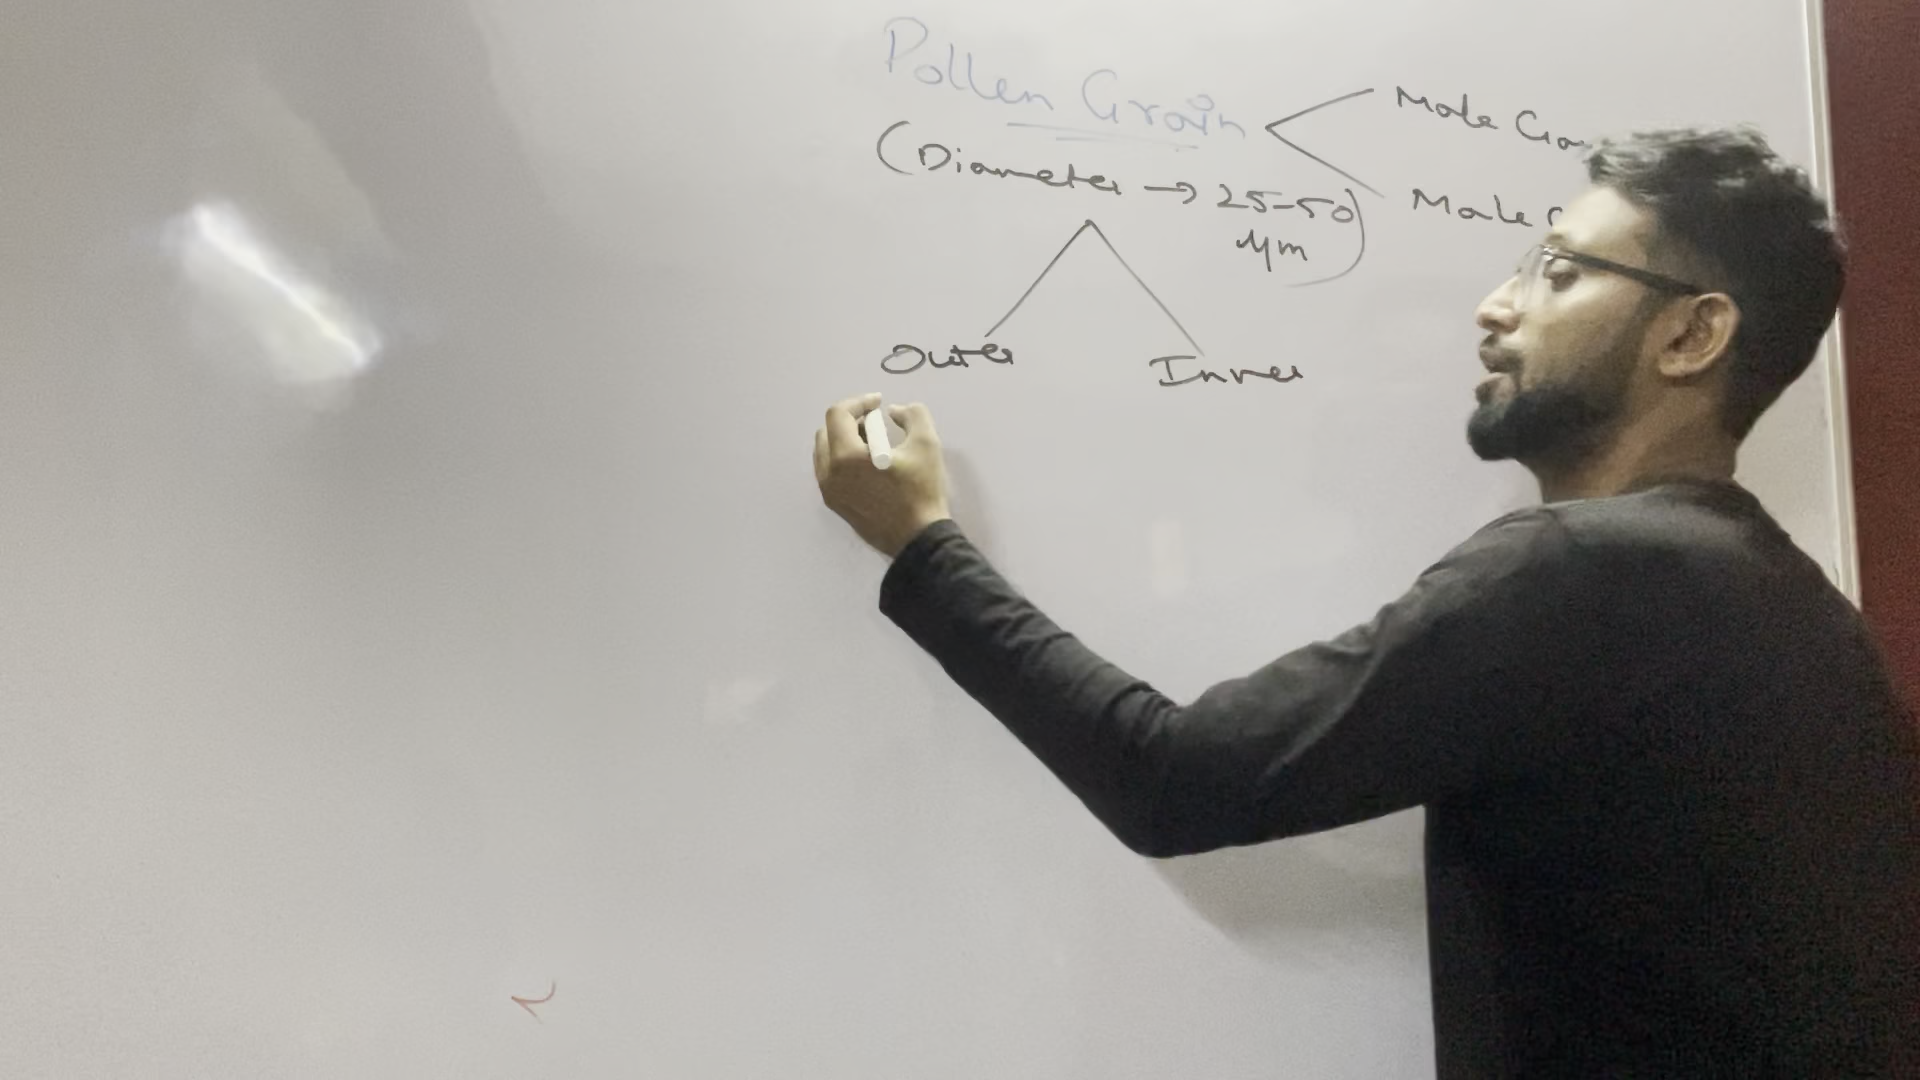 Pollen Grain
Male Ga
Male
(Diameter → 25-50
μm)
Outer
Inner